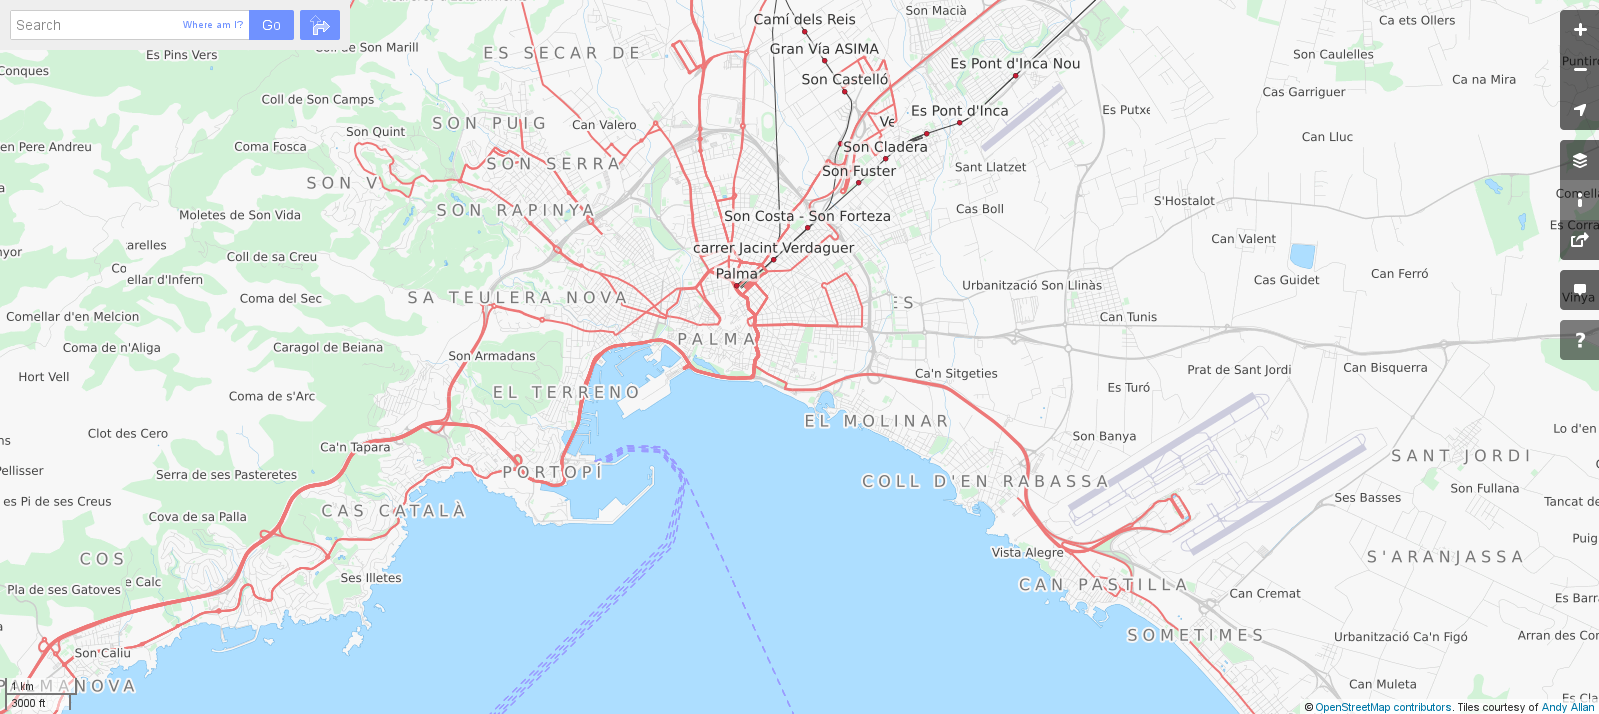 Search
Where am I?
Go
Son Macià
Ca ets Ollers
Camí dels Reis
Coll de Son Marill
Gran Vía ASIMA
Es Pins Vers
ES SECAR DE
Son Caulelles
Es Pont d'Inca Nou
Conques
Son Castelló
Ca na Mira
Cas Garriguer
Coll de Son Camps
Es Pont d'Inca
Es Putxe
SON PUIG
Can Valero
Ve
Son Quint
Can Lluc
en Pere Andreu
Coma Fosca
Son Cladera
SON SERRA
Sant Llatzet
Son Fuster
SON V
S'Hostalot
SON RAPINYA
Cas Boll
Moletes de Son Vida
Son Costa - Son Forteza
Can Valent
arelles
carrer Jacint Verdaguer
nyor
Coll de sa Creu
Co
Palma
Can Ferró
ellar d'Infern
Cas Guidet
Urbanització Son Llinàs
Coma del Sec
SA TEULERA NOVA
ES
Vinya
Comellar d'en Melcion
Can Tunis
PALMA
Coma de n'Aliga
Caragol de Beiana
Son Armadans
Can Bisquerra
Prat de Sant Jordi
Ca'n Sitgeties
Hort Vell
Es Turó
EL TERRENO
Coma de s'Arc
EL MOLINAR
Clot des Cero
Lo d'en
Son Banya
ns
Ca'n Tapara
SANT JORDI
Pellisser
PORTOPÍ
Serra de ses Pasteretes
COLL D'EN RABASSA
Son Fullana
Ses Basses
es Pi de ses Creus
Tancat de
CAS CATALÀ
Cova de sa Palla
Puig
Vista Alegre
COS
S'ARANJASSA
Ses Illetes
e Calc
CAN PASTILLA
Pla de ses Gatoves
Can Cremat
Es Barra
SOMETIMES
Urbanització Ca'n Figó
Arran des Cor
Son Caliu
Can Muleta
1 km
MANOVA
Es Cla
3000 ft
© OpenStreetMap contributors. Tiles courtesy of Andy Allan